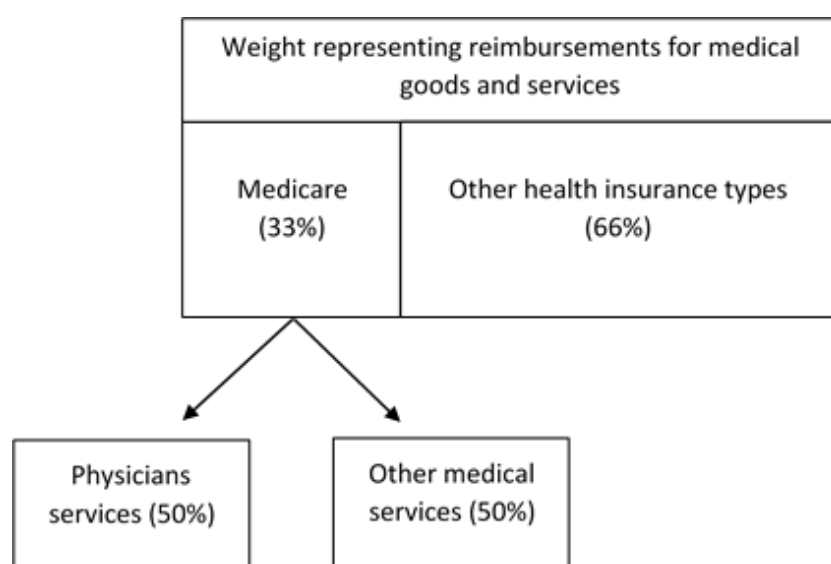 Weight representing reimbursements for medical
goods and services
Medicare
(33%)
Other health insurance types
(66%)
Physicians
services (50%)
Other medical
services (50%)